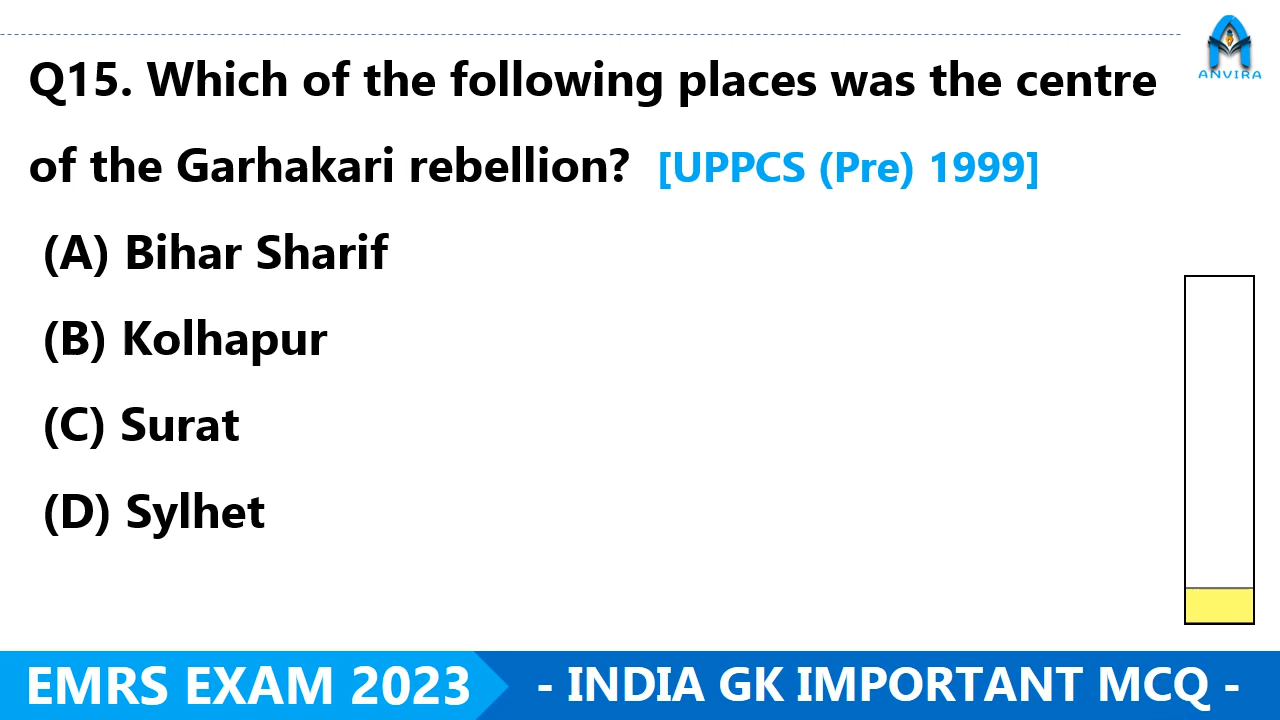 ANVIRA
Q15. Which of the following places was the centre
of the Garhakari rebellion? [UPPCS (Pre) 1999]
(A) Bihar Sharif
(B) Kolhapur
(C) Surat
(D) Sylhet
EMRS EXAM 2023 - INDIA GK IMPORTANT MCQ -